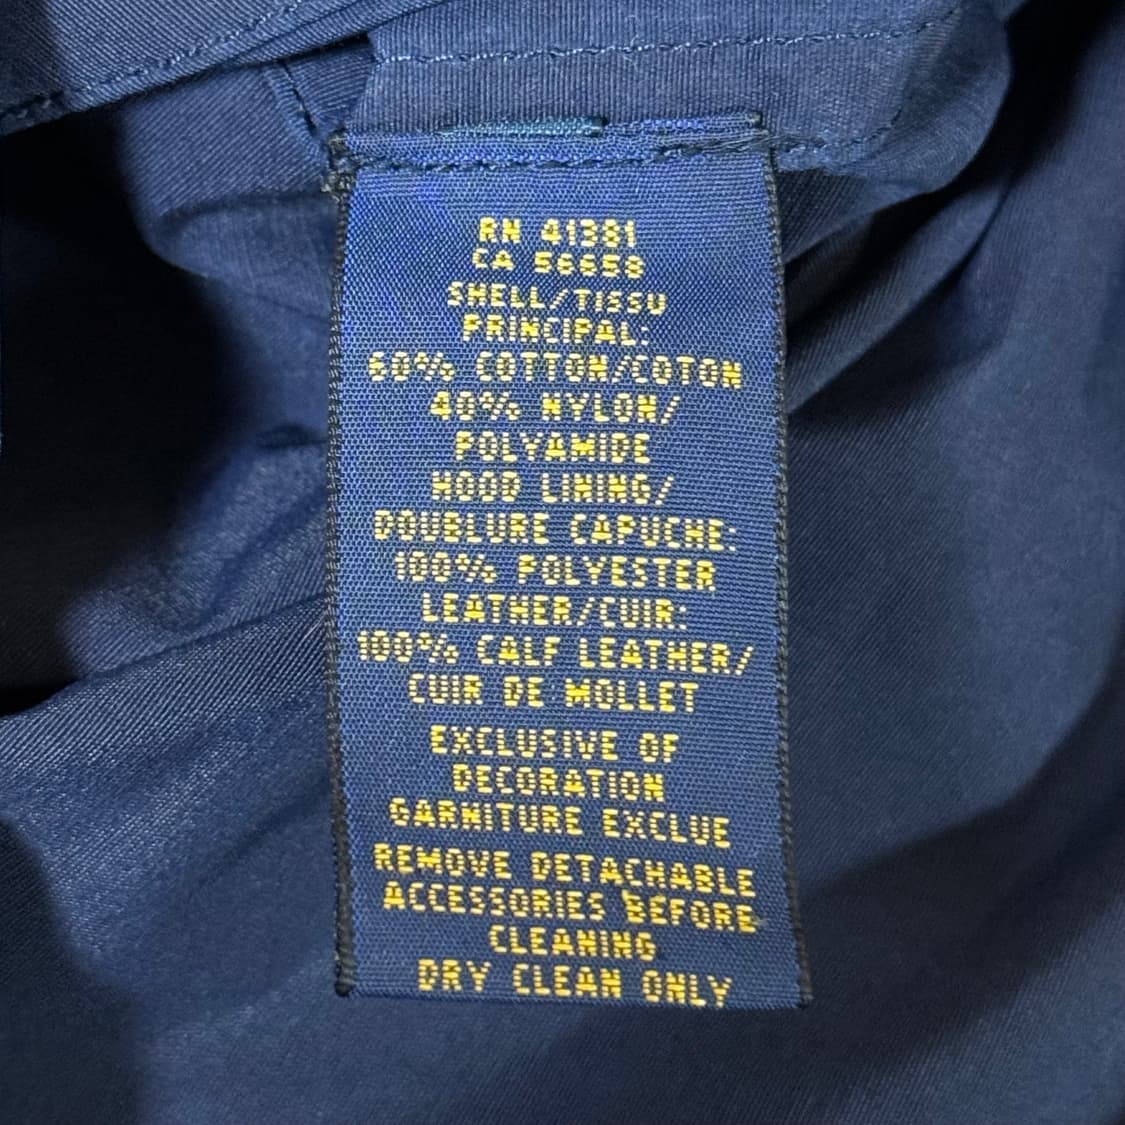 RN 41381
CA 56658
SHELL/TISSU
PRINCIPAL:
60% COTTON/COTON
40% NYLON/
POLYAMIDE
HOOD LINING/
DOUBLURE CAPUCHE:
100% POLYESTER
LEATHER/CUIR:
100% CALF LEATHER/
CUIR DE MOLLET
EXCLUSIVE OF
DECORATION
GARNITURE EXCLUE
REMOVE DETACHABLE
ACCESSORIES BEFORE
CLEANING
DRY CLEAN ONLY